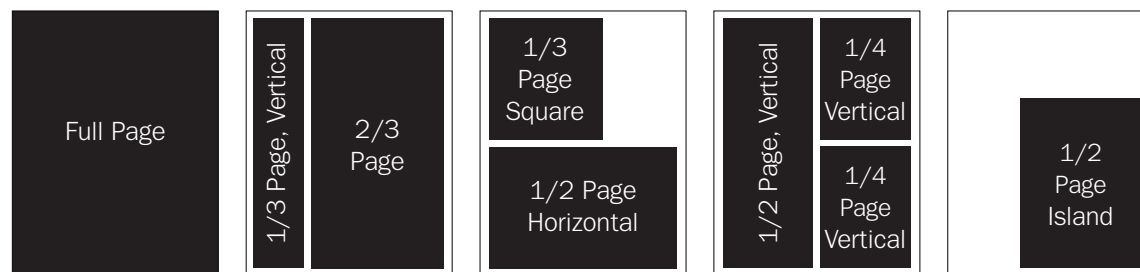 Full Page
1/3 Page, Vertical
2/3
Page
1/3
Page
Square
1/2 Page
Horizontal
1/2 Page, Vertical
1/4
Page
Vertical
1/4
Page
Vertical
1/2
Page
Island